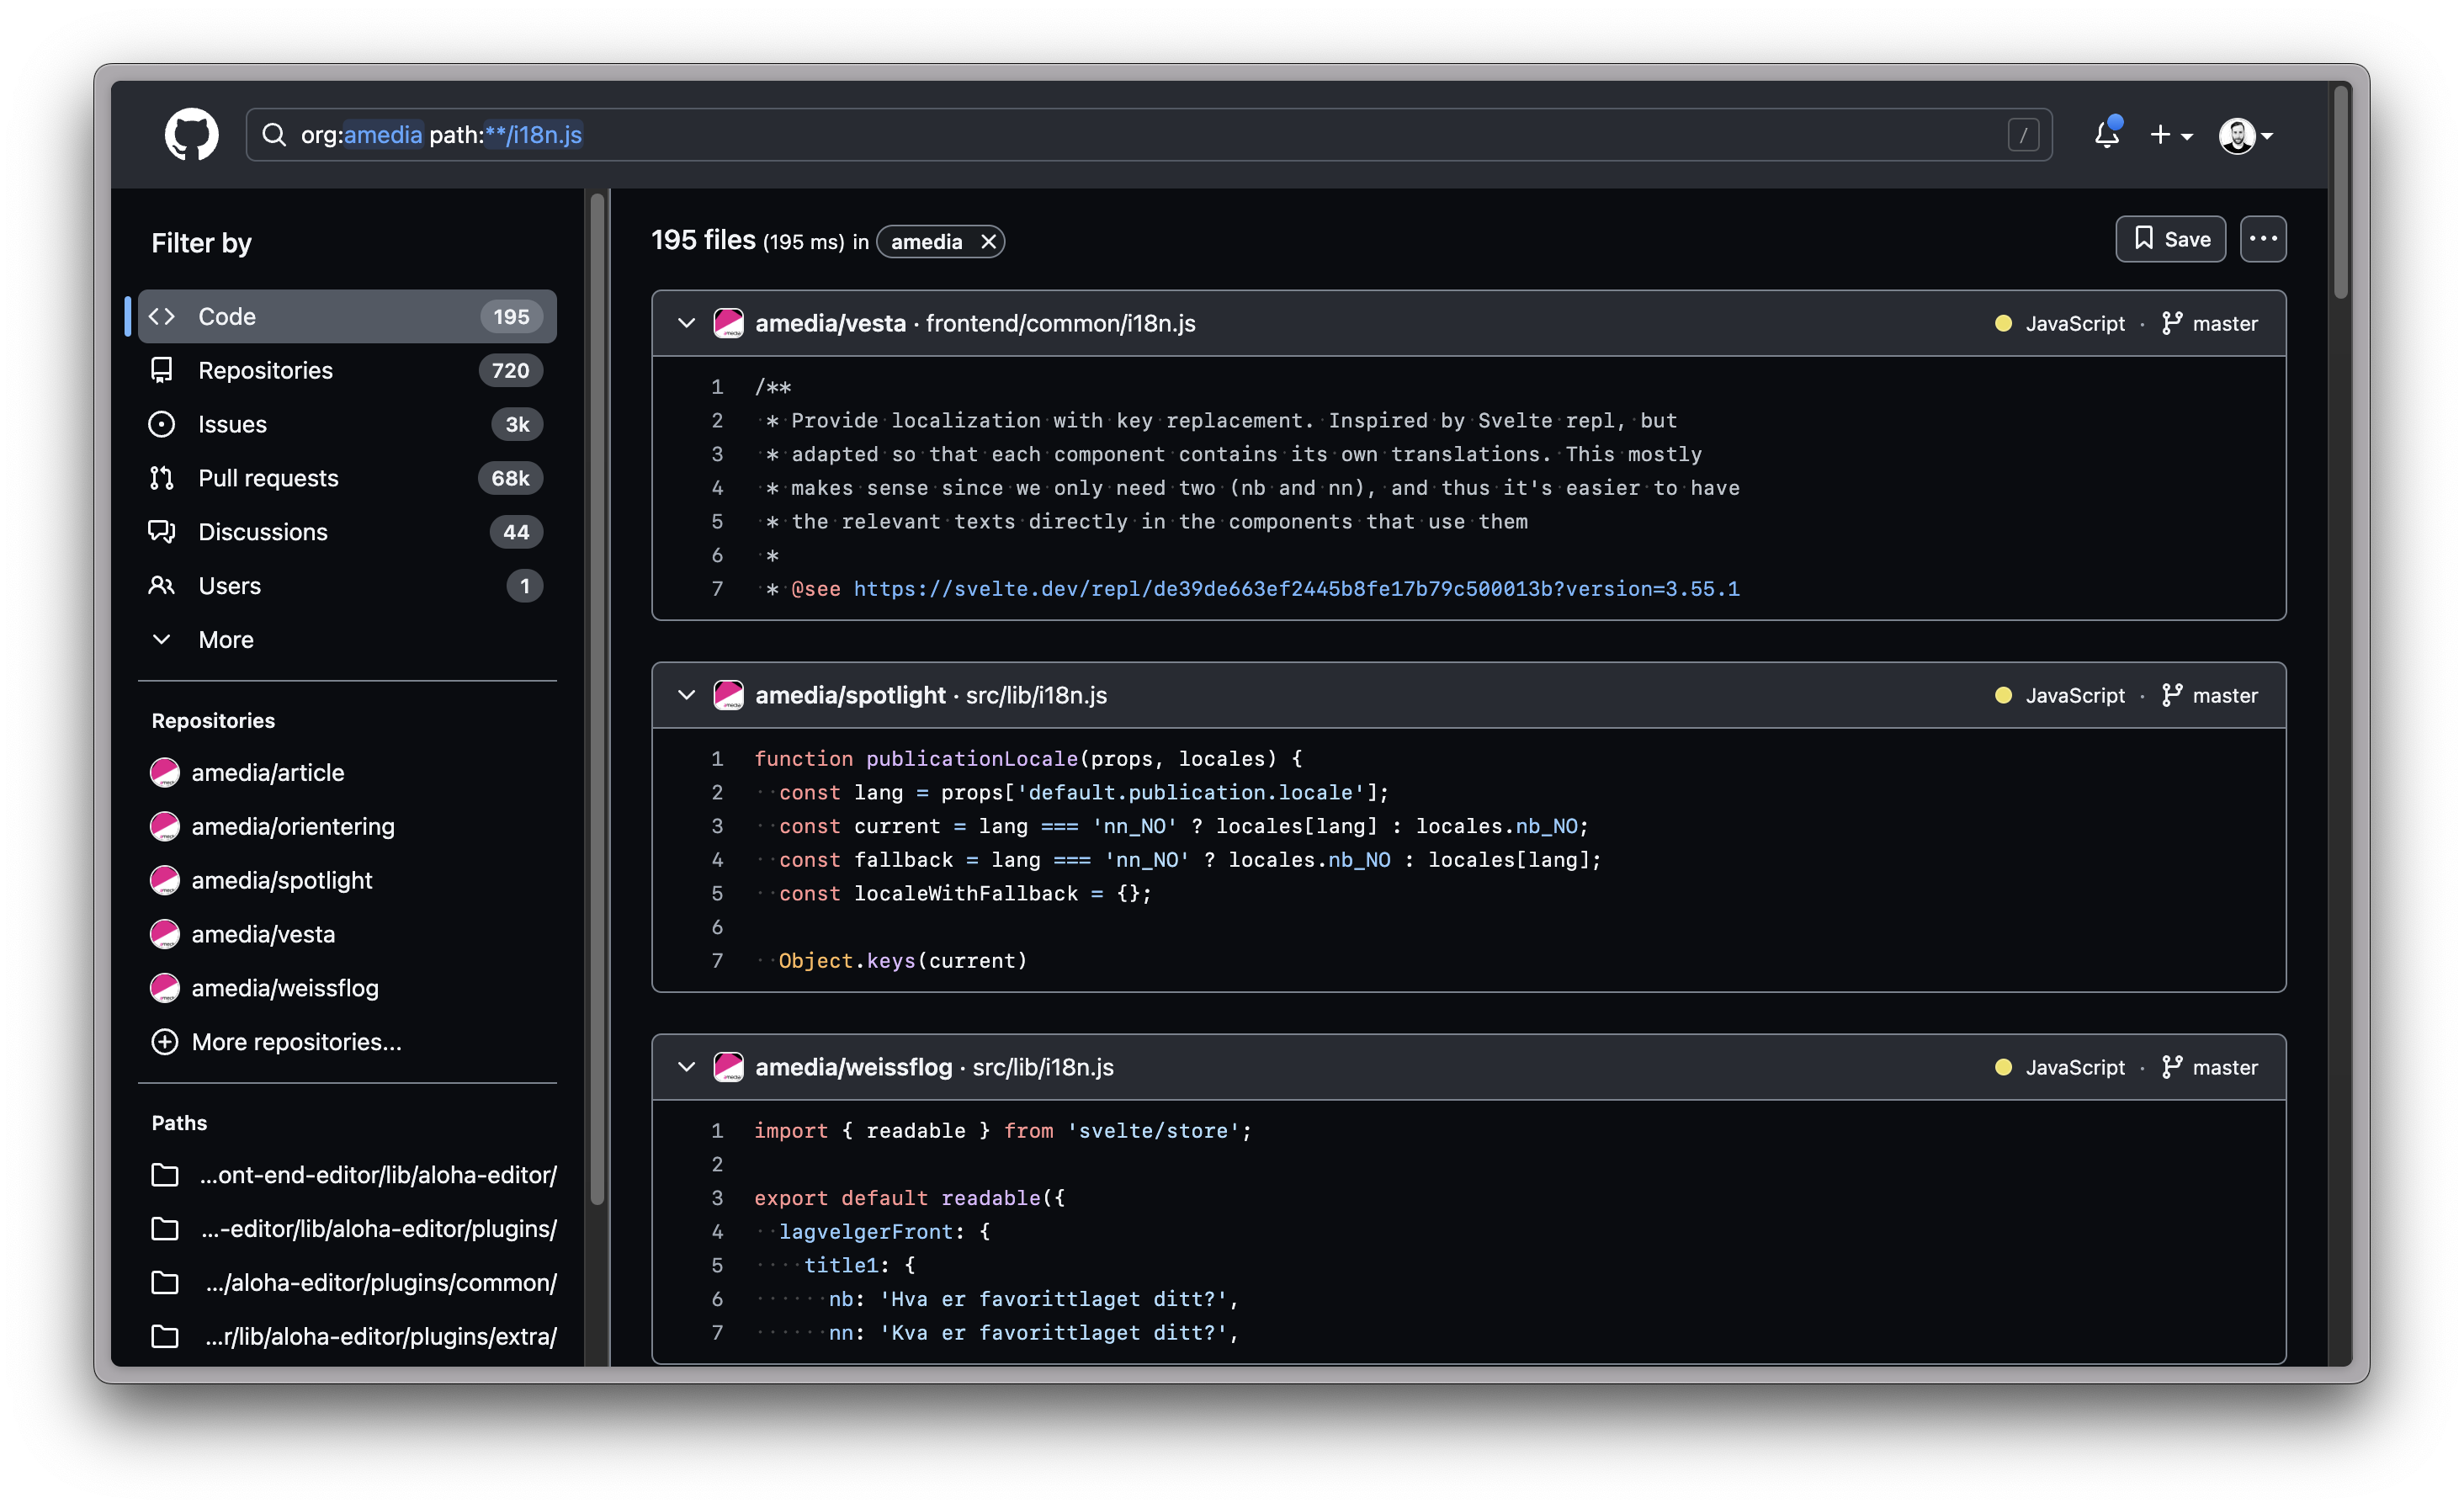 org:amedia path:**/i18n.js
/
Filter by
Code 195
Repositories 720
Issues 3k
Pull requests 68k
Discussions 44
Users 1
More
Repositories
amedia/article
amedia/orientering
amedia/spotlight
amedia/vesta
amedia/weissflog
More repositories...
Paths
...ont-end-editor/lib/aloha-editor/
...-editor/lib/aloha-editor/plugins/
.../aloha-editor/plugins/common/
...r/lib/aloha-editor/plugins/extra/
195 files (195 ms) in amedia
Save
amedia/vesta · frontend/common/i18n.js JavaScript · master
1 /**
2  * Provide localization with key replacement. Inspired by Svelte repl, but
3  * adapted so that each component contains its own translations. This mostly
4  * makes sense since we only need two (nb and nn), and thus it's easier to have
5  * the relevant texts directly in the components that use them
6  *
7  * @see https://svelte.dev/repl/de39de663ef2445b8fe17b79c500013b?version=3.55.1
amedia/spotlight · src/lib/i18n.js JavaScript · master
1 function publicationLocale(props, locales) {
2   const lang = props['default.publication.locale'];
3   const current = lang === 'nn_NO' ? locales[lang] : locales.nb_NO;
4   const fallback = lang === 'nn_NO' ? locales.nb_NO : locales[lang];
5   const localeWithFallback = {};
6
7   Object.keys(current)
amedia/weissflog · src/lib/i18n.js JavaScript · master
1 import { readable } from 'svelte/store';
2
3 export default readable({
4   lagvelgerFront: {
5     title1: {
6       nb: 'Hva er favorittlaget ditt?',
7       nn: 'Kva er favorittlaget ditt?',